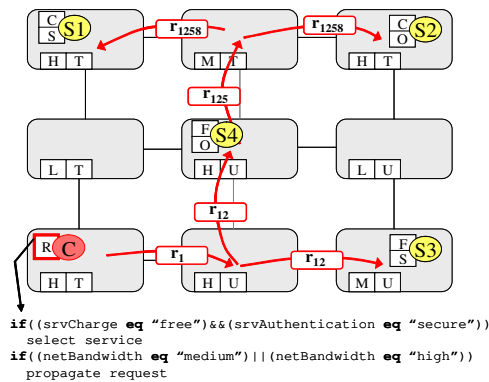 C S S1 r1258 r1258 C O S2
H T M T H T
r125
F O S4
L T H U L U
r12
R C r1 r12 F S S3
H T H U M U
if((srvCharge eq “free”)&&(srvAuthentication eq “secure”))
select service
if((netBandwidth eq “medium”)||(netBandwidth eq “high”))
propagate request